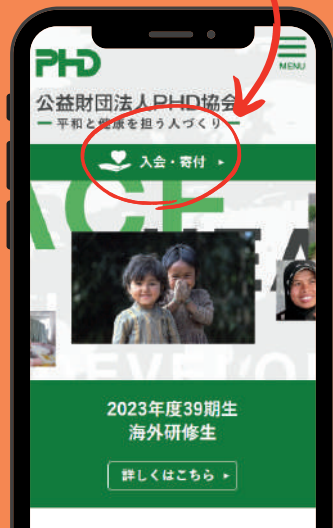 PHD
MENU
公益財団法人PHD協会
平和と健康を担う人づくり
入会・寄付 ▸
ACE
2023年度39期生
海外研修生
詳しくはこちら ▸